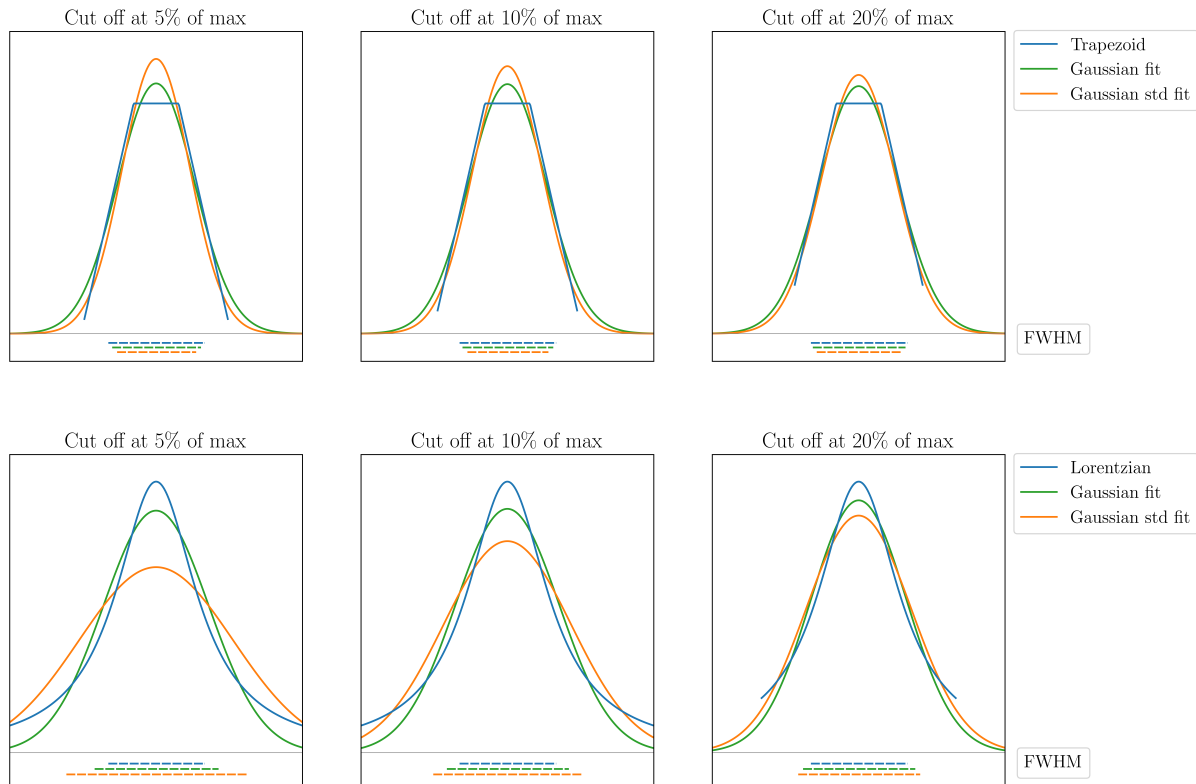 Cut off at 5% of max
Cut off at 10% of max
Cut off at 20% of max
Trapezoid
Gaussian fit
Gaussian std fit
FWHM
Cut off at 5% of max
Cut off at 10% of max
Cut off at 20% of max
Lorentzian
Gaussian fit
Gaussian std fit
FWHM